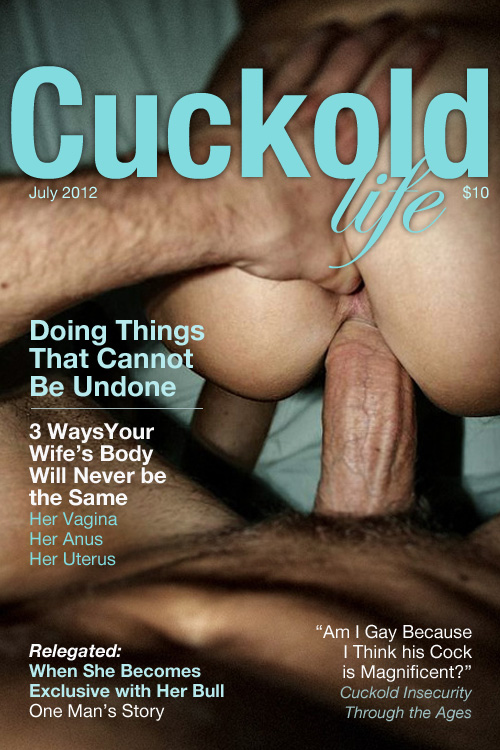 Cuckold
life
July 2012
$10
Doing Things
That Cannot
Be Undone
3 WaysYour
Wife's Body
Will Never be
the Same
Her Vagina
Her Anus
Her Uterus
Relegated:
When She Becomes
Exclusive with Her Bull
One Man's Story
“Am I Gay Because
I Think his Cock
is Magnificent?”
Cuckold Insecurity
Through the Ages